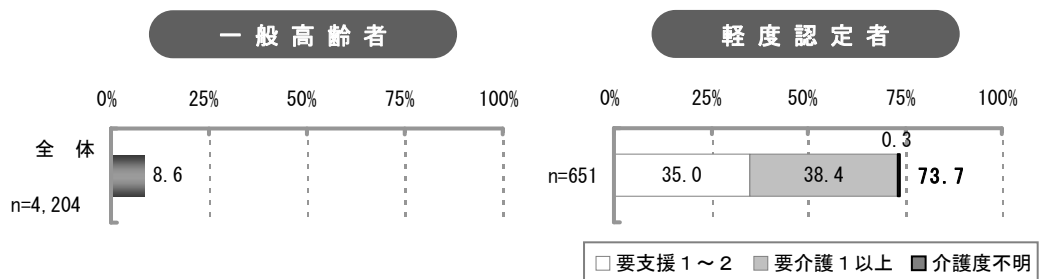 一般高齢者
0% 25% 50% 75% 100%
全 体
8.6
n=4,204
軽度認定者
0% 25% 50% 75% 100%
0.3
n=651
35.0 38.4 73.7
□ 要支援1～2 ■ 要介護1以上 ■ 介護度不明